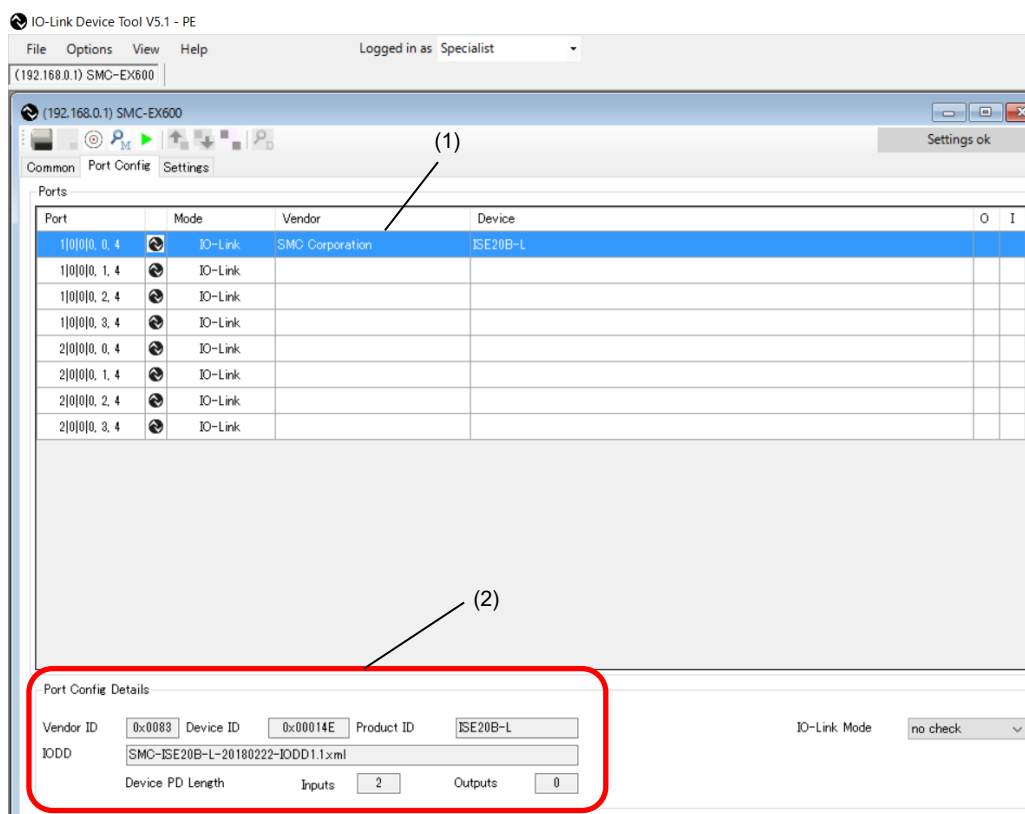 IO-Link Device Tool V5.1 - PE
File Options View Help Logged in as Specialist
(192.168.0.1) SMC-EX600
(192.168.0.1) SMC-EX600
Settings ok
(1)
Common Port Config Settings
Ports
Port Mode Vendor Device O I
1|0|0|0, 0, 4 IO-Link SMC Corporation ISE20B-L
1|0|0|0, 1, 4 IO-Link
1|0|0|0, 2, 4 IO-Link
1|0|0|0, 3, 4 IO-Link
2|0|0|0, 0, 4 IO-Link
2|0|0|0, 1, 4 IO-Link
2|0|0|0, 2, 4 IO-Link
2|0|0|0, 3, 4 IO-Link
(2)
Port Config Details
Vendor ID 0x0083 Device ID 0x00014E Product ID ISE20B-L IO-Link Mode no check
IODD SMC-ISE20B-L-20180222-IODD1.1.xml
Device PD Length Inputs 2 Outputs 0